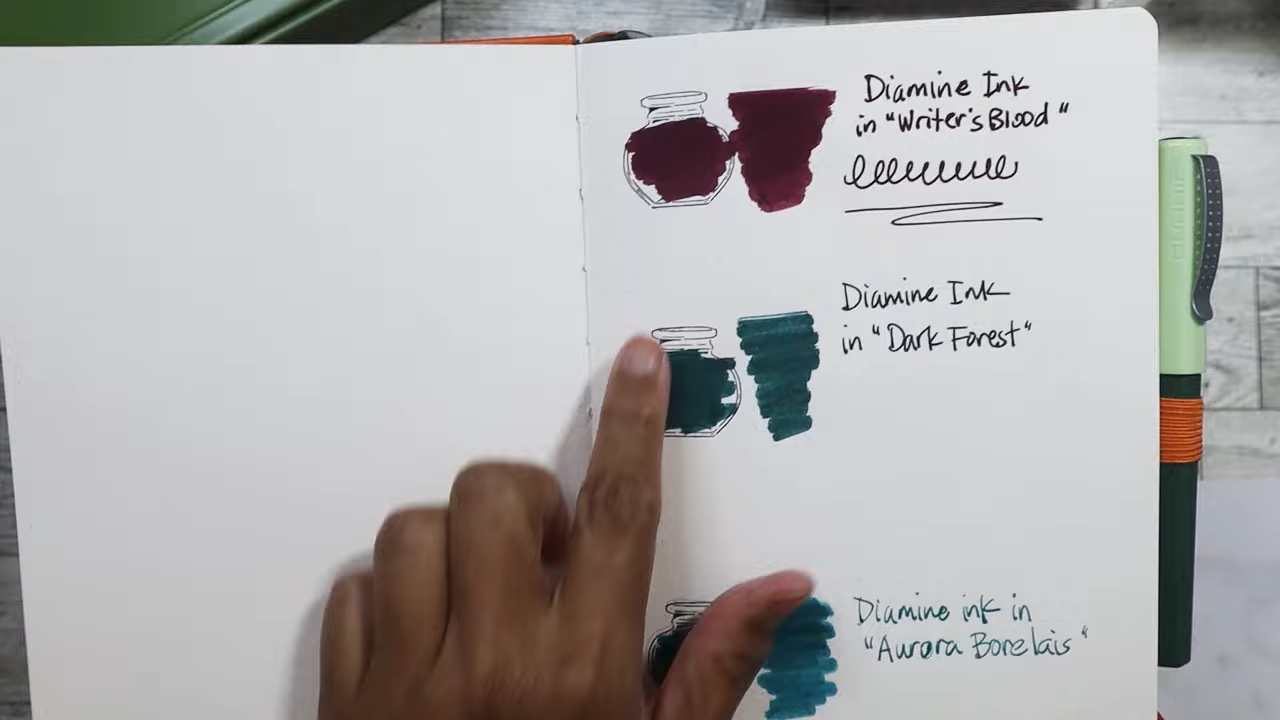 Diamine Ink
in "Writer's Blood"
Diamine Ink
in "Dark Forest"
Diamine ink in
"Aurora Borelais"